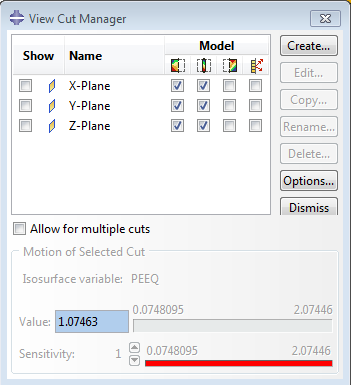 View Cut Manager
Show Name Model Create...
X-Plane Edit...
Y-Plane Copy...
Z-Plane Rename...
Delete...
Options...
Dismiss
Allow for multiple cuts
Motion of Selected Cut
Isosurface variable: PEEQ
0.0748095 2.07446
Value: 1.07463
Sensitivity: 1 0.0748095 2.07446